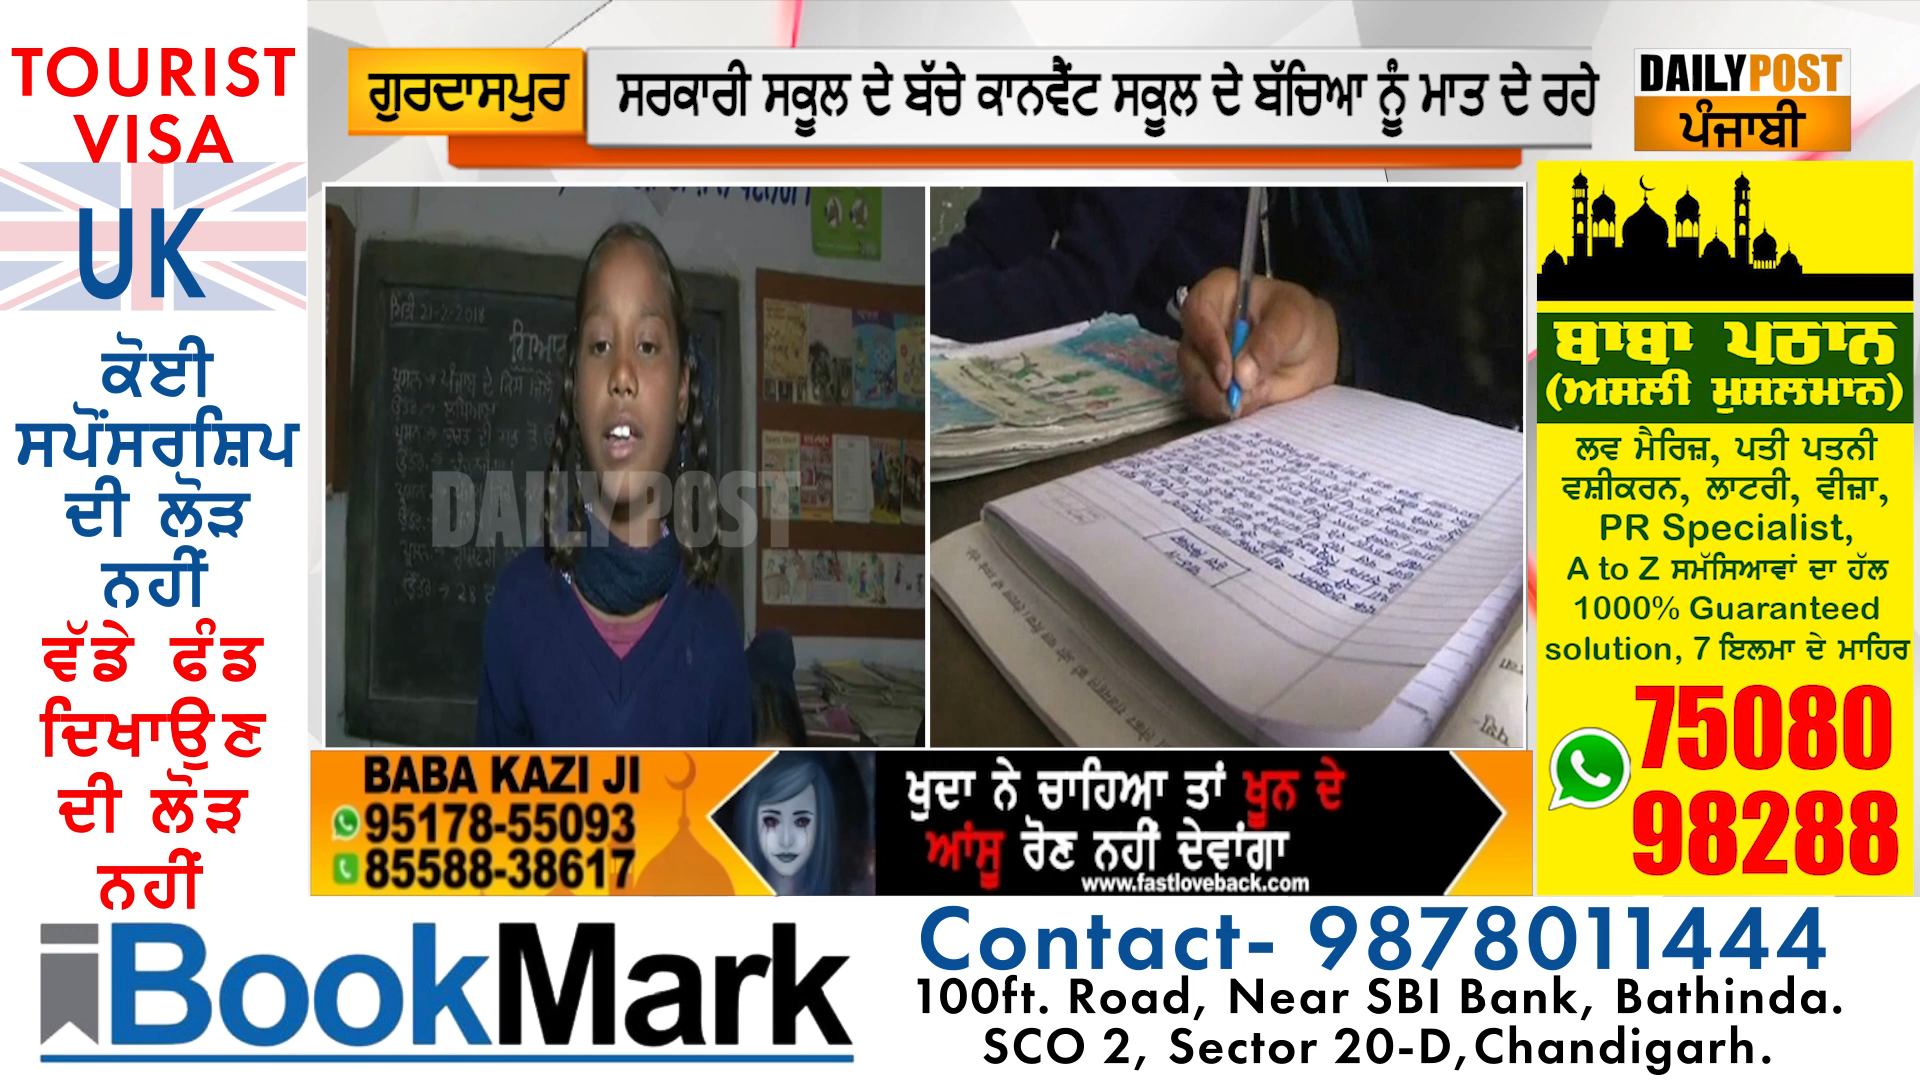 TOURIST
VISA
UK
ਕੋਈ
ਸਪੋਂਸਰਸ਼ਿਪ
ਦੀ ਲੋੜ
ਨਹੀਂ
ਵੱਡੇ ਫੰਡ
ਦਿਖਾਉਣ
ਦੀ ਲੋੜ
ਨਹੀਂ
ਗੁਰਦਾਸਪੁਰ
ਸਰਕਾਰੀ ਸਕੂਲ ਦੇ ਬੱਚੇ ਕਾਨਵੈਂਟ ਸਕੂਲ ਦੇ ਬੱਚਿਆ ਨੂੰ ਮਾਤ ਦੇ ਰਹੇ
DAILYPOST
ਪੰਜਾਬੀ
ਮਿਤੀ 21-2-2018
DAILYPOST
ਬਾਬਾ ਪਠਾਨ
(ਅਸਲੀ ਮੁਸਲਮਾਨ)
ਲਵ ਮੈਰਿਜ਼, ਪਤੀ ਪਤਨੀ
ਵਸ਼ੀਕਰਨ, ਲਾਟਰੀ, ਵੀਜ਼ਾ,
PR Specialist,
A to Z ਸਮੱਸਿਆਵਾਂ ਦਾ ਹੱਲ
1000% Guaranteed
solution, 7 ਇਲਮਾ ਦੇ ਮਾਹਿਰ
75080
98288
BABA KAZI JI
95178-55093
85588-38617
ਖੁਦਾ ਨੇ ਚਾਹਿਆ ਤਾਂ ਖੂਨ ਦੇ
ਆਂਸੂ ਰੋਣ ਨਹੀਂ ਦੇਵਾਂਗਾ
www.fastloveback.com
iBookMark
Contact- 9878011444
100ft. Road, Near SBI Bank, Bathinda.
SCO 2, Sector 20-D,Chandigarh.